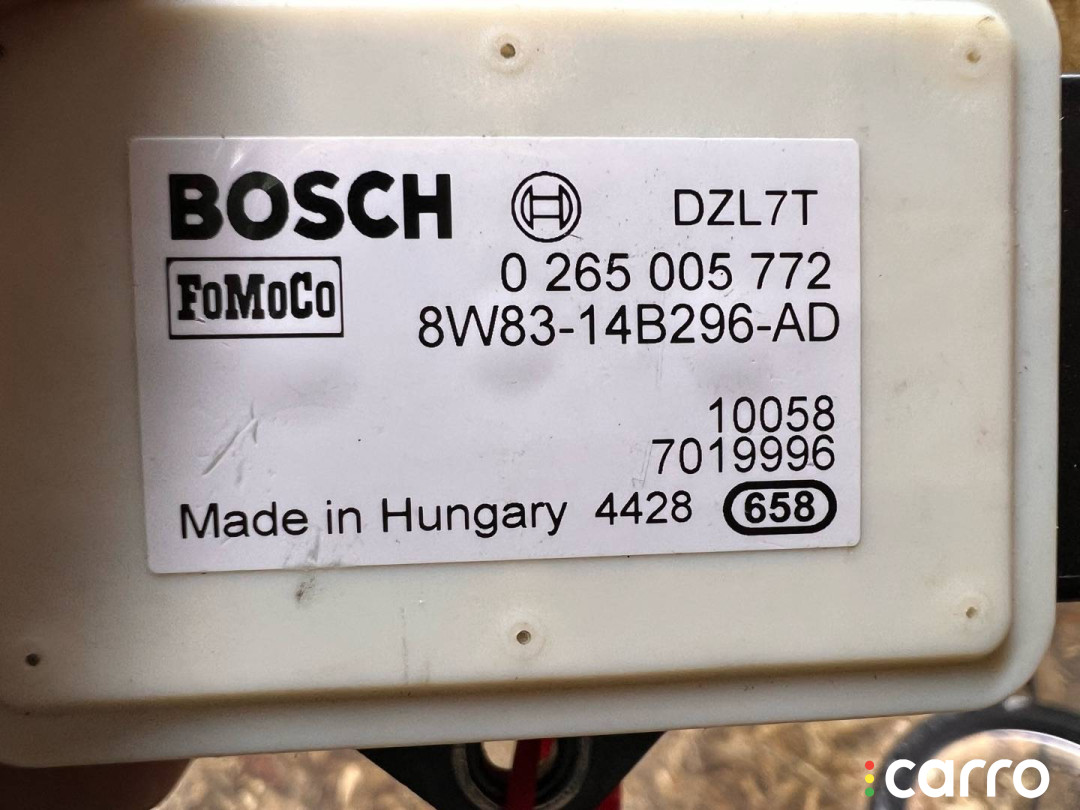 BOSCH DZL7T
FoMoCo 0 265 005 772
8W83-14B296-AD
10058
7019996
Made in Hungary 4428 658
carro